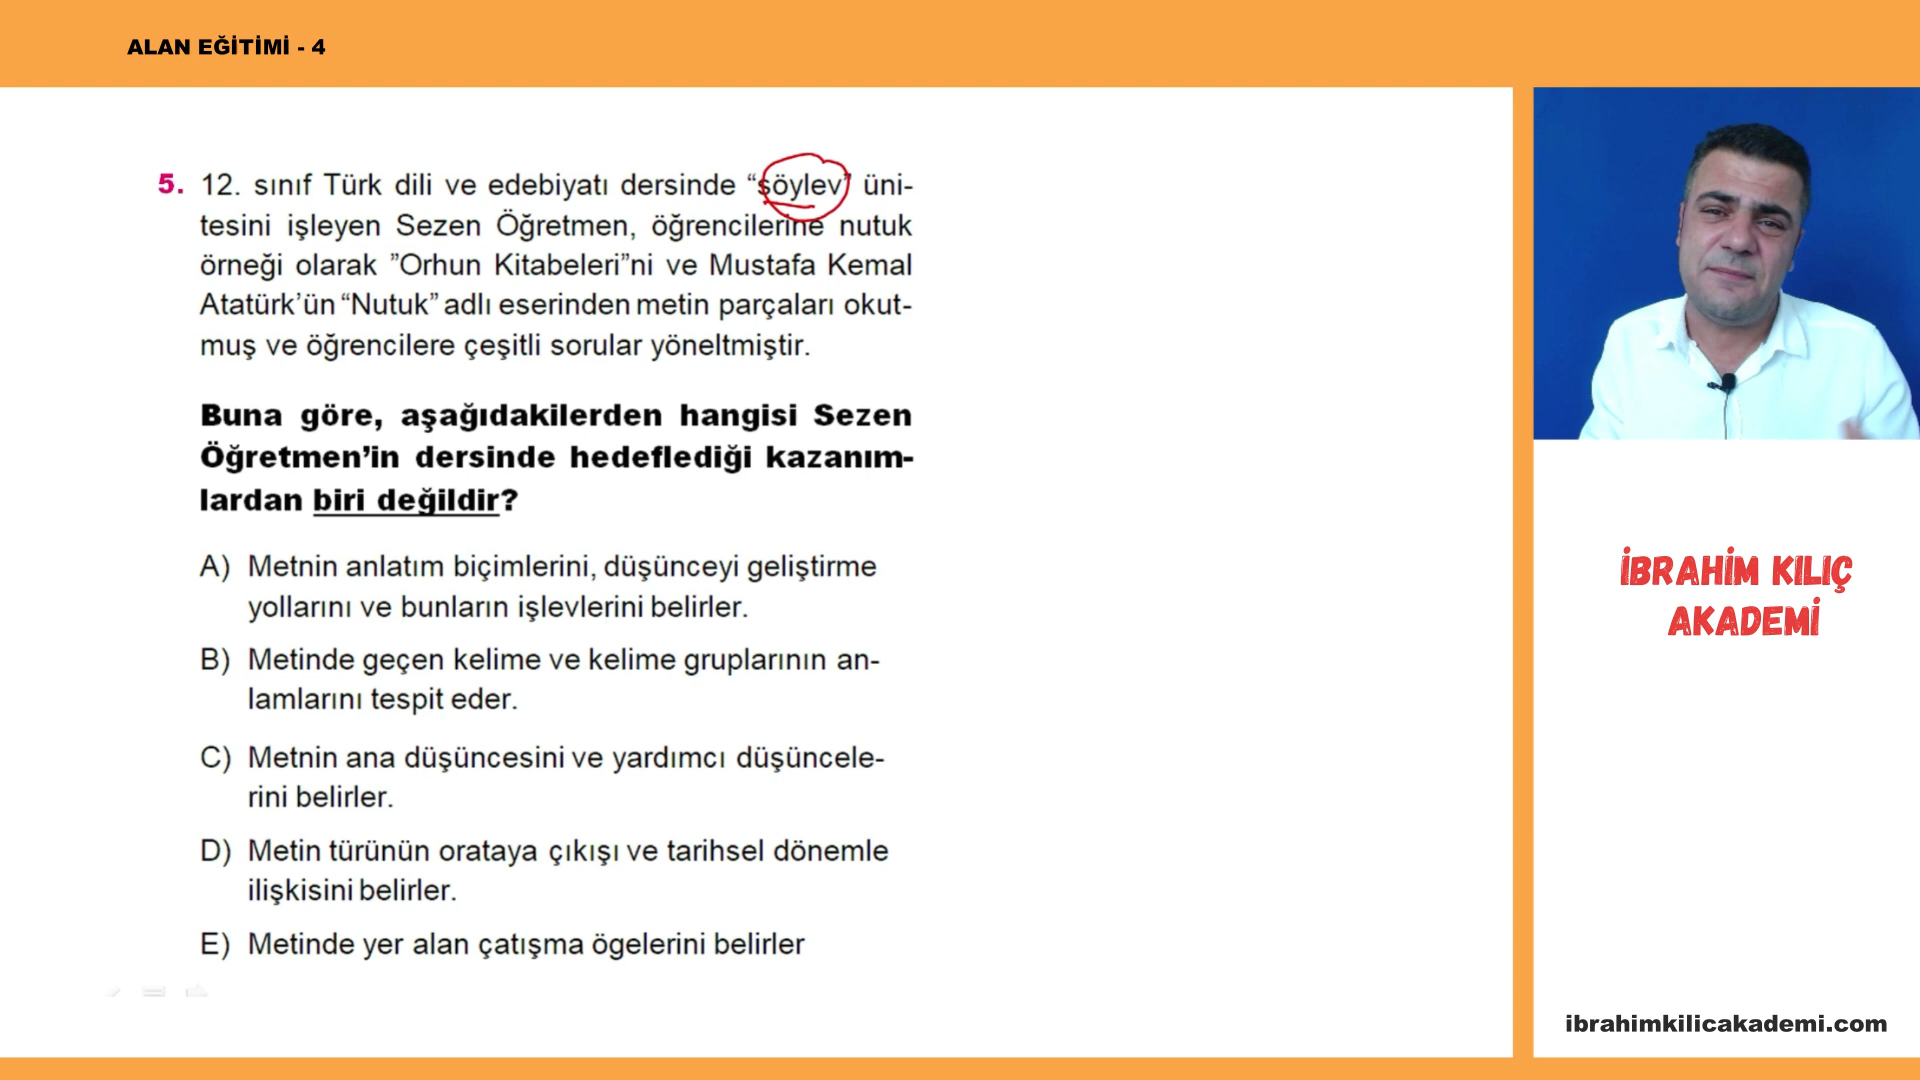 ALAN EĞİTİMİ - 4
5. 12. sınıf Türk dili ve edebiyatı dersinde “söylev” üni-
tesini işleyen Sezen Öğretmen, öğrencilerine nutuk
örneği olarak ”Orhun Kitabeleri”ni ve Mustafa Kemal
Atatürk’ün “Nutuk” adlı eserinden metin parçaları okut-
muş ve öğrencilere çeşitli sorular yöneltmiştir.
Buna göre, aşağıdakilerden hangisi Sezen
Öğretmen’in dersinde hedeflediği kazanım-
lardan biri değildir?
A) Metnin anlatım biçimlerini, düşünceyi geliştirme
yollarını ve bunların işlevlerini belirler.
B) Metinde geçen kelime ve kelime gruplarının an-
lamlarını tespit eder.
C) Metnin ana düşüncesini ve yardımcı düşüncele-
rini belirler.
D) Metin türünün orataya çıkışı ve tarihsel dönemle
ilişkisini belirler.
E) Metinde yer alan çatışma ögelerini belirler
İBRAHİM KILIÇ
AKADEMİ
ibrahimkilicakademi.com